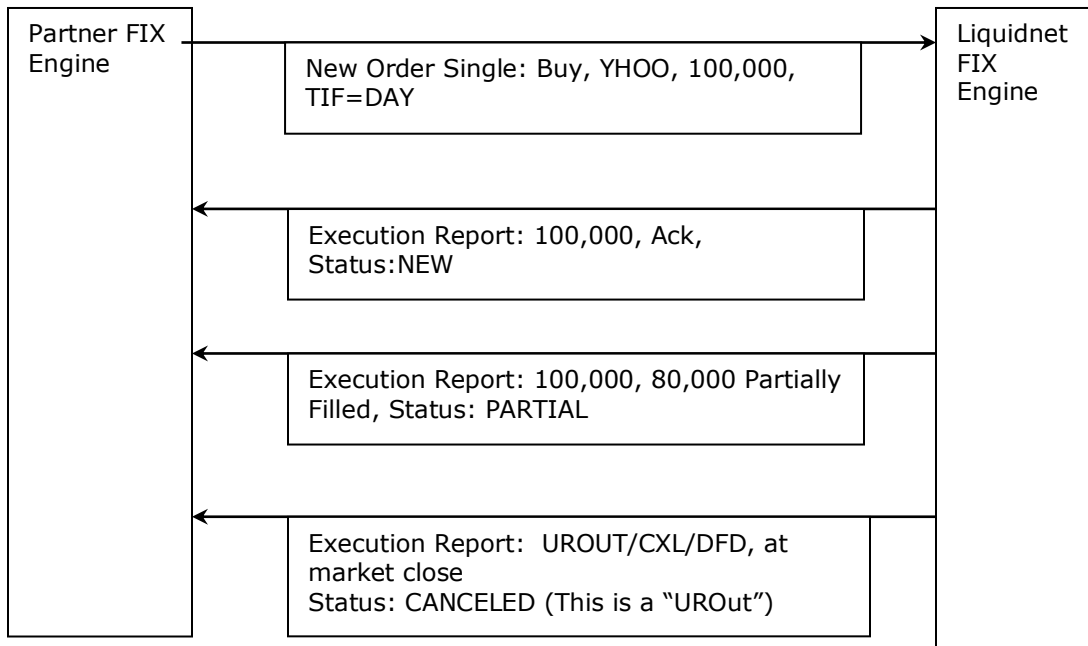 Partner FIX
Engine
Liquidnet
FIX
Engine
New Order Single: Buy, YHOO, 100,000,
TIF=DAY
Execution Report: 100,000, Ack,
Status:NEW
Execution Report: 100,000, 80,000 Partially
Filled, Status: PARTIAL
Execution Report:  UROUT/CXL/DFD, at
market close
Status: CANCELED (This is a “UROut”)